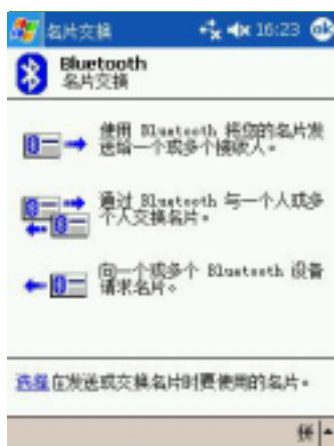 名片交换
16:23
ok
Bluetooth
名片交换
使用 Bluetooth 将您的名片发
送给一个或多个接收人。
通过 Bluetooth 与一个人或多
个人交换名片。
向一个或多个 Bluetooth 设备
请求名片。
选择在发送或交换名片时要使用的名片。
拼